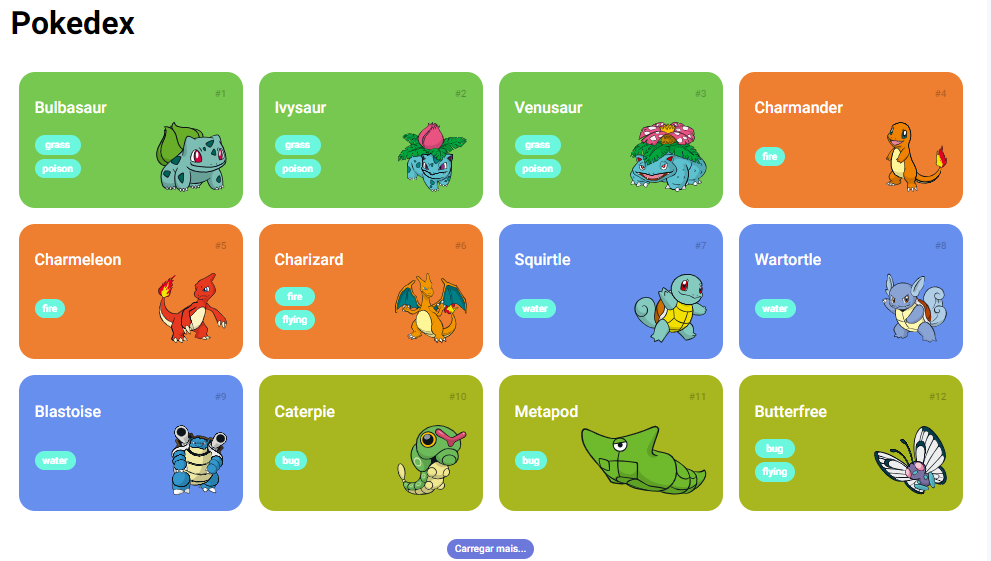 Pokedex
#1
Bulbasaur
grass
poison
#2
Ivysaur
grass
poison
#3
Venusaur
grass
poison
#4
Charmander
fire
#5
Charmeleon
fire
#6
Charizard
fire
flying
#7
Squirtle
water
#8
Wartortle
water
#9
Blastoise
water
#10
Caterpie
bug
#11
Metapod
bug
#12
Butterfree
bug
flying
Carregar mais...